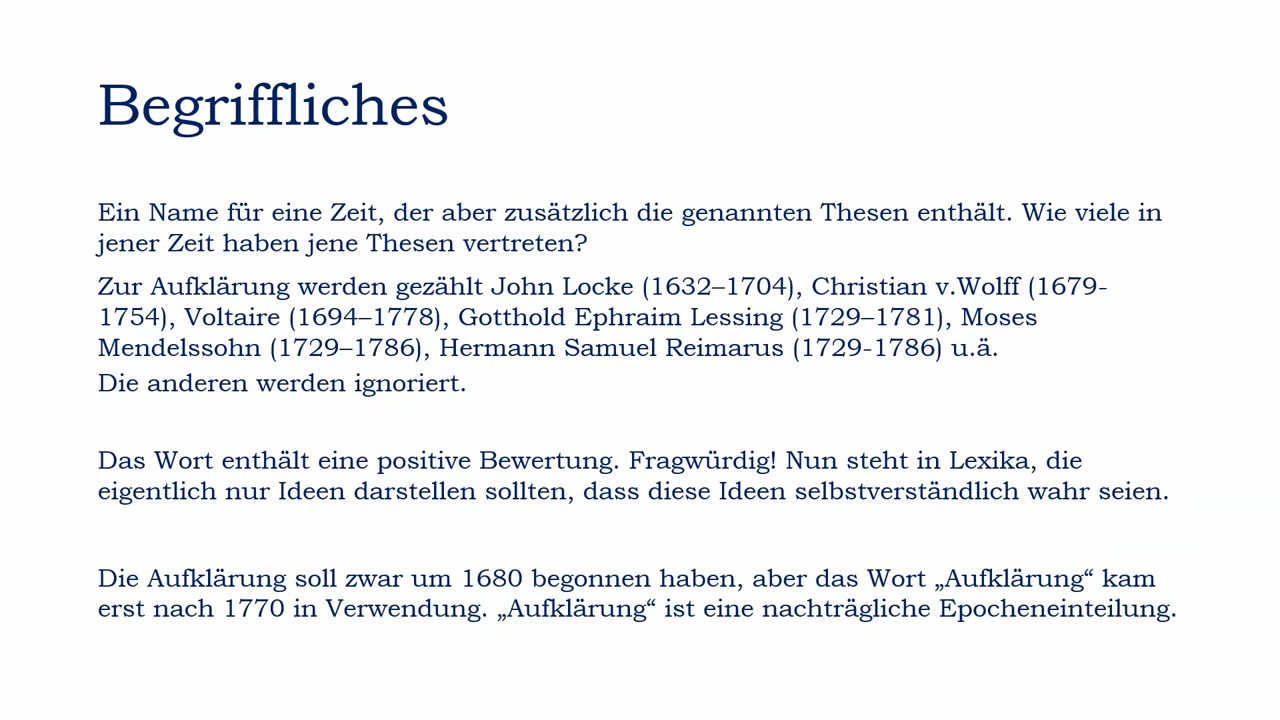 Begriffliches
Ein Name für eine Zeit, der aber zusätzlich die genannten Thesen enthält. Wie viele in
jener Zeit haben jene Thesen vertreten?
Zur Aufklärung werden gezählt John Locke (1632–1704), Christian v.Wolff (1679-
1754), Voltaire (1694–1778), Gotthold Ephraim Lessing (1729–1781), Moses
Mendelssohn (1729–1786), Hermann Samuel Reimarus (1729-1786) u.ä.
Die anderen werden ignoriert.
Das Wort enthält eine positive Bewertung. Fragwürdig! Nun steht in Lexika, die
eigentlich nur Ideen darstellen sollten, dass diese Ideen selbstverständlich wahr seien.
Die Aufklärung soll zwar um 1680 begonnen haben, aber das Wort „Aufklärung“ kam
erst nach 1770 in Verwendung. „Aufklärung“ ist eine nachträgliche Epocheneinteilung.